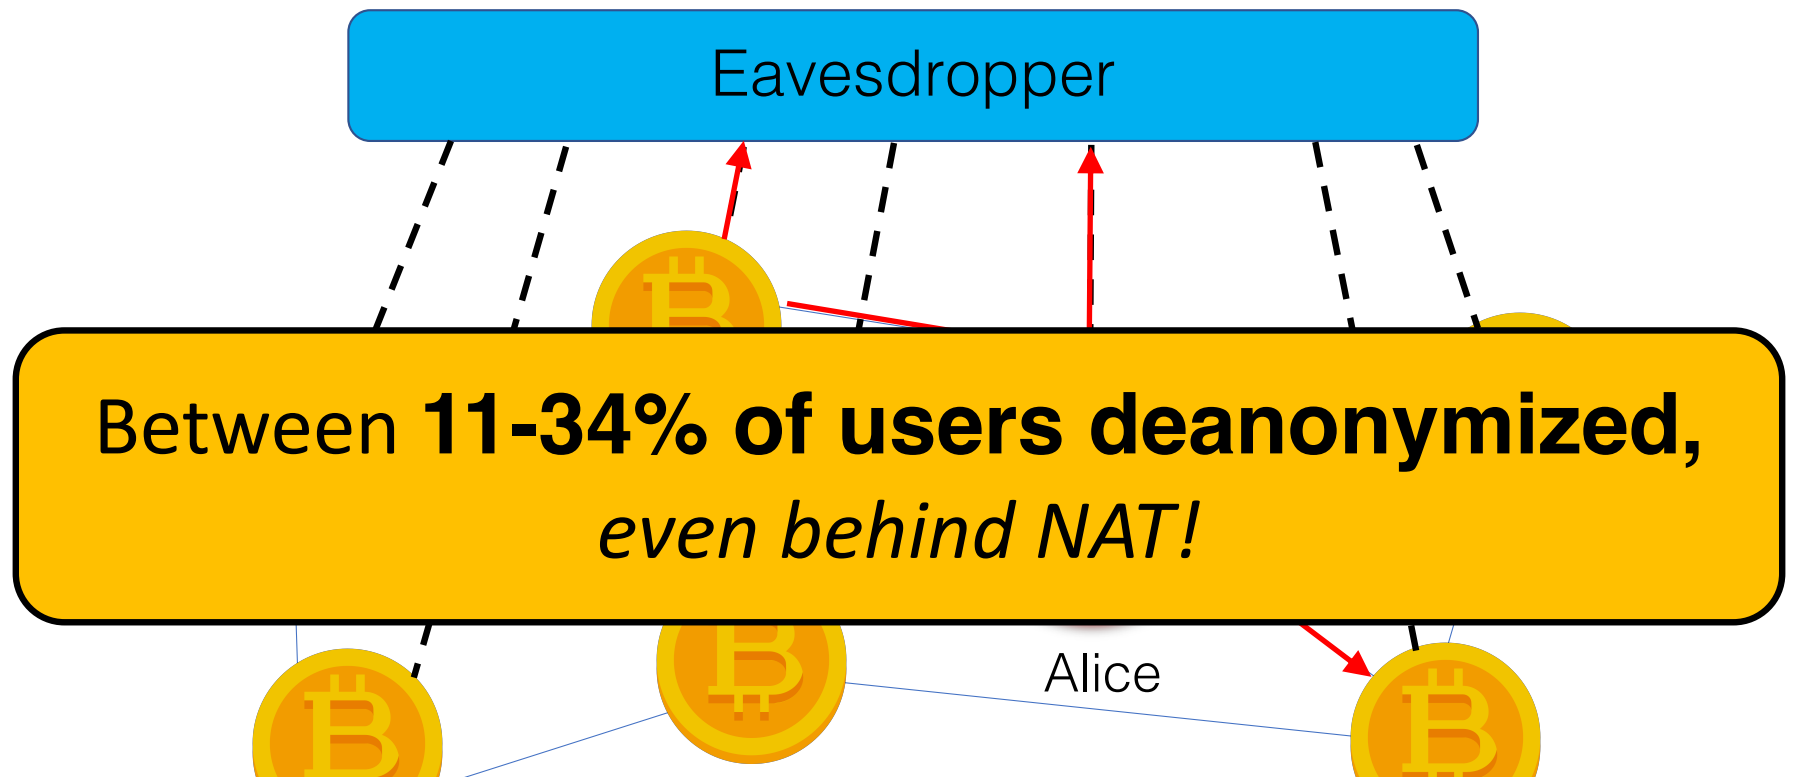 Eavesdropper
Between 11-34% of users deanonymized,
even behind NAT!
Alice